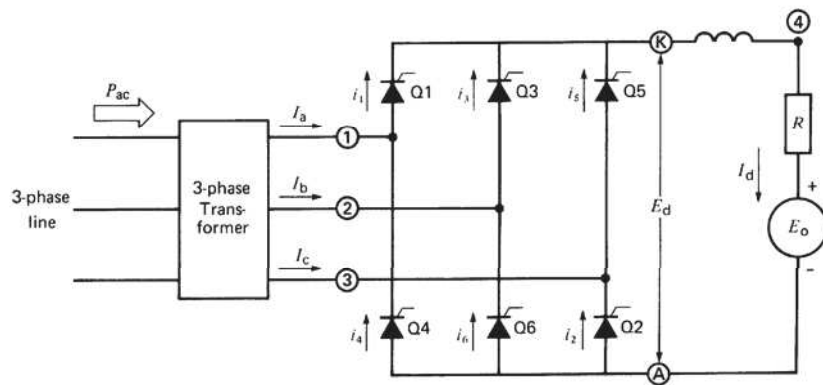 4
K
P_ac
i_1
Q1
i_3
Q3
i_5
Q5
I_a
1
R
3-phase
line
3-phase
Trans-
former
I_b
2
E_d
I_d
+
E_o
-
I_c
3
i_4
Q4
i_6
Q6
i_2
Q2
A